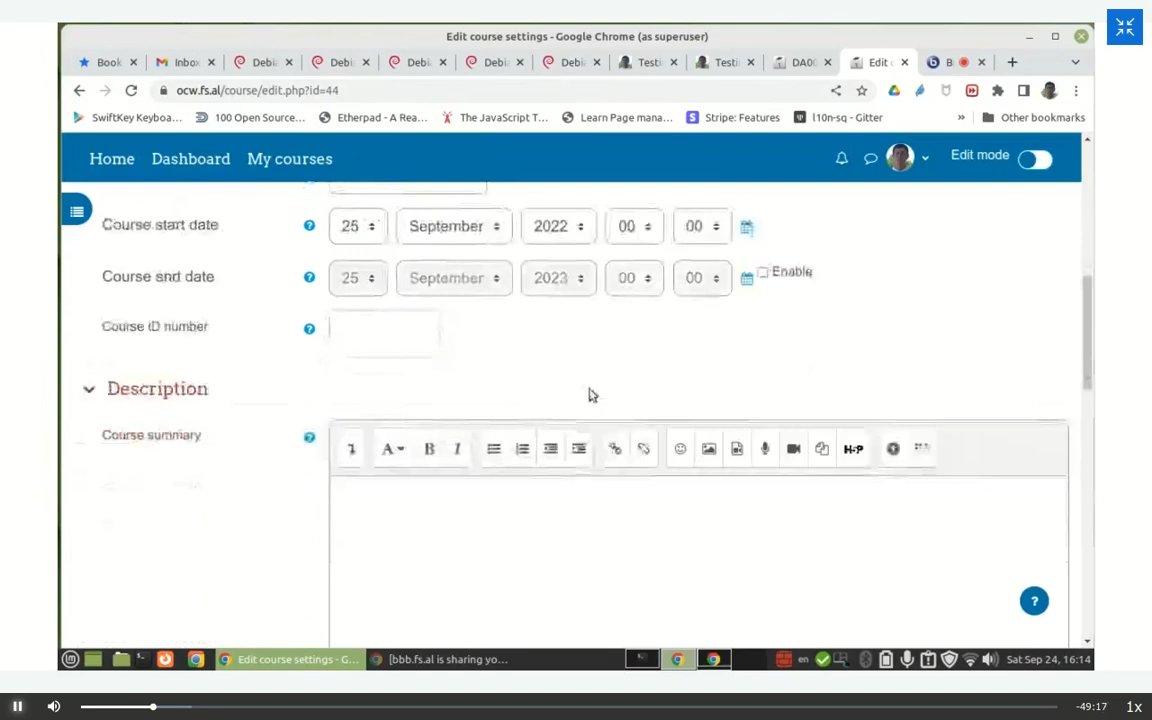 Edit course settings - Google Chrome (as superuser)
Book
Inbox
Debi
Debi
Debi
Debi
Debi
Testi
Testi
DA00
Edit c
B
ocw.fs.al/course/edit.php?id=44
SwiftKey Keyboa...
100 Open Source...
Etherpad - A Rea...
The JavaScript T...
Learn Page mana...
Stripe: Features
l10n-sq - Gitter
»
Other bookmarks
Home Dashboard My courses
Edit mode
Course start date ? 25 September 2022 00 00
Course end date ? 25 September 2023 00 00 Enable
Course ID number ?
Description
Course summary ?
A B I H-P
?
Edit course settings - G...
[bbb.fs.al is sharing yo...
en
Sat Sep 24, 16:14
-49:17 1x